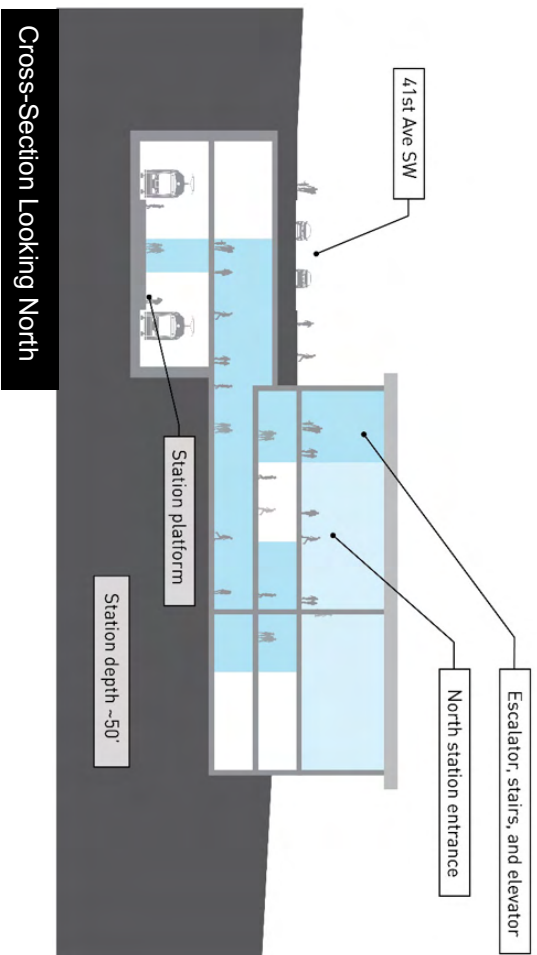 Cross-Section Looking North
41st Ave SW
Escalator, stairs, and elevator
North station entrance
Station platform
Station depth ~50'